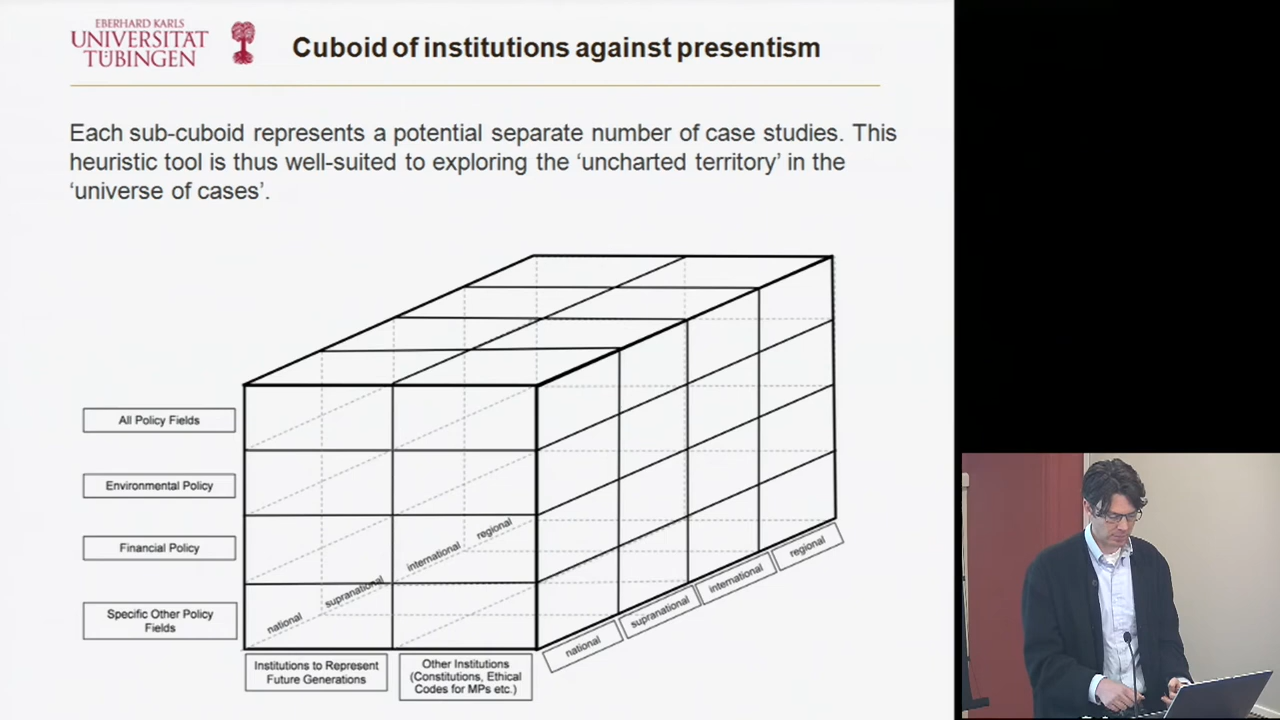 EBERHARD KARLS
UNIVERSITÄT
TÜBINGEN
Cuboid of institutions against presentism
Each sub-cuboid represents a potential separate number of case studies. This
heuristic tool is thus well-suited to exploring the ‘uncharted territory’ in the
‘universe of cases’.
All Policy Fields
Environmental Policy
Financial Policy
Specific Other Policy
Fields
national
supranational
international
regional
national
supranational
international
regional
Institutions to Represent
Future Generations
Other Institutions
(Constitutions, Ethical
Codes for MPs etc.)